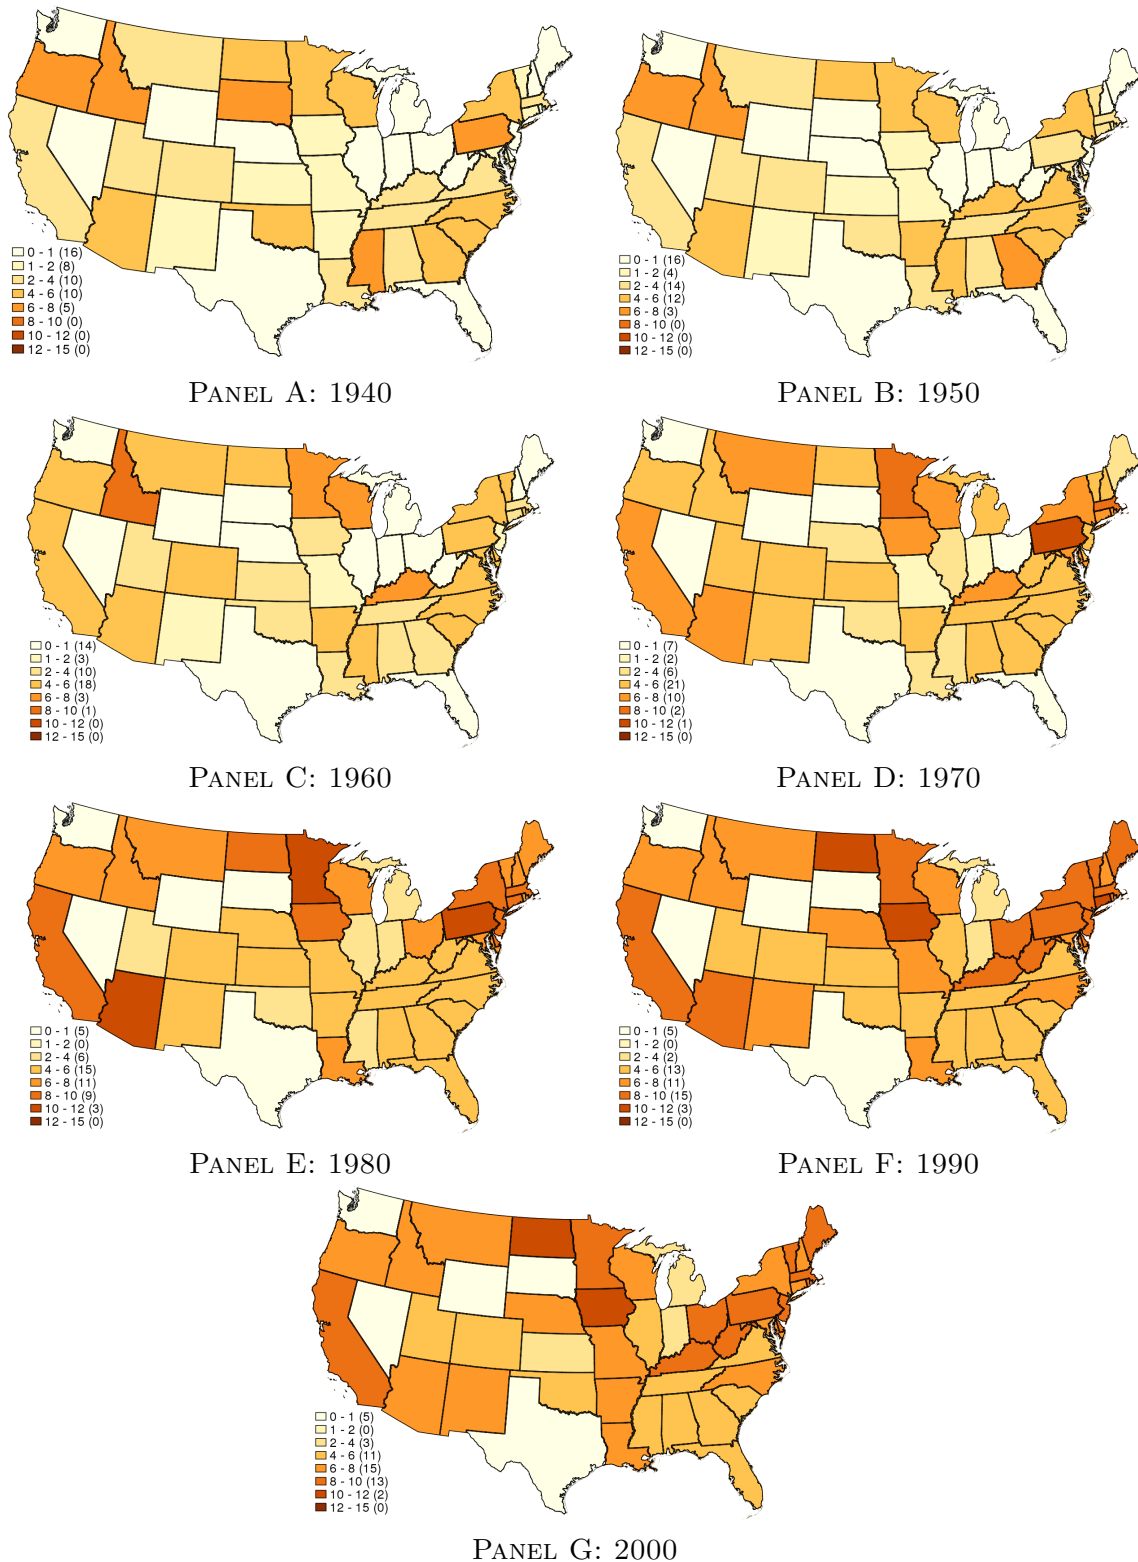 0 - 1 (16)
1 - 2 (8)
2 - 4 (10)
4 - 6 (10)
6 - 8 (5)
8 - 10 (0)
10 - 12 (0)
12 - 15 (0)
PANEL A: 1940
0 - 1 (16)
1 - 2 (4)
2 - 4 (14)
4 - 6 (12)
6 - 8 (3)
8 - 10 (0)
10 - 12 (0)
12 - 15 (0)
PANEL B: 1950
0 - 1 (14)
1 - 2 (3)
2 - 4 (10)
4 - 6 (18)
6 - 8 (3)
8 - 10 (1)
10 - 12 (0)
12 - 15 (0)
PANEL C: 1960
0 - 1 (7)
1 - 2 (2)
2 - 4 (6)
4 - 6 (21)
6 - 8 (10)
8 - 10 (2)
10 - 12 (1)
12 - 15 (0)
PANEL D: 1970
0 - 1 (5)
1 - 2 (0)
2 - 4 (6)
4 - 6 (15)
6 - 8 (11)
8 - 10 (9)
10 - 12 (3)
12 - 15 (0)
PANEL E: 1980
0 - 1 (5)
1 - 2 (0)
2 - 4 (2)
4 - 6 (13)
6 - 8 (11)
8 - 10 (15)
10 - 12 (3)
12 - 15 (0)
PANEL F: 1990
0 - 1 (5)
1 - 2 (0)
2 - 4 (3)
4 - 6 (11)
6 - 8 (15)
8 - 10 (13)
10 - 12 (2)
12 - 15 (0)
PANEL G: 2000